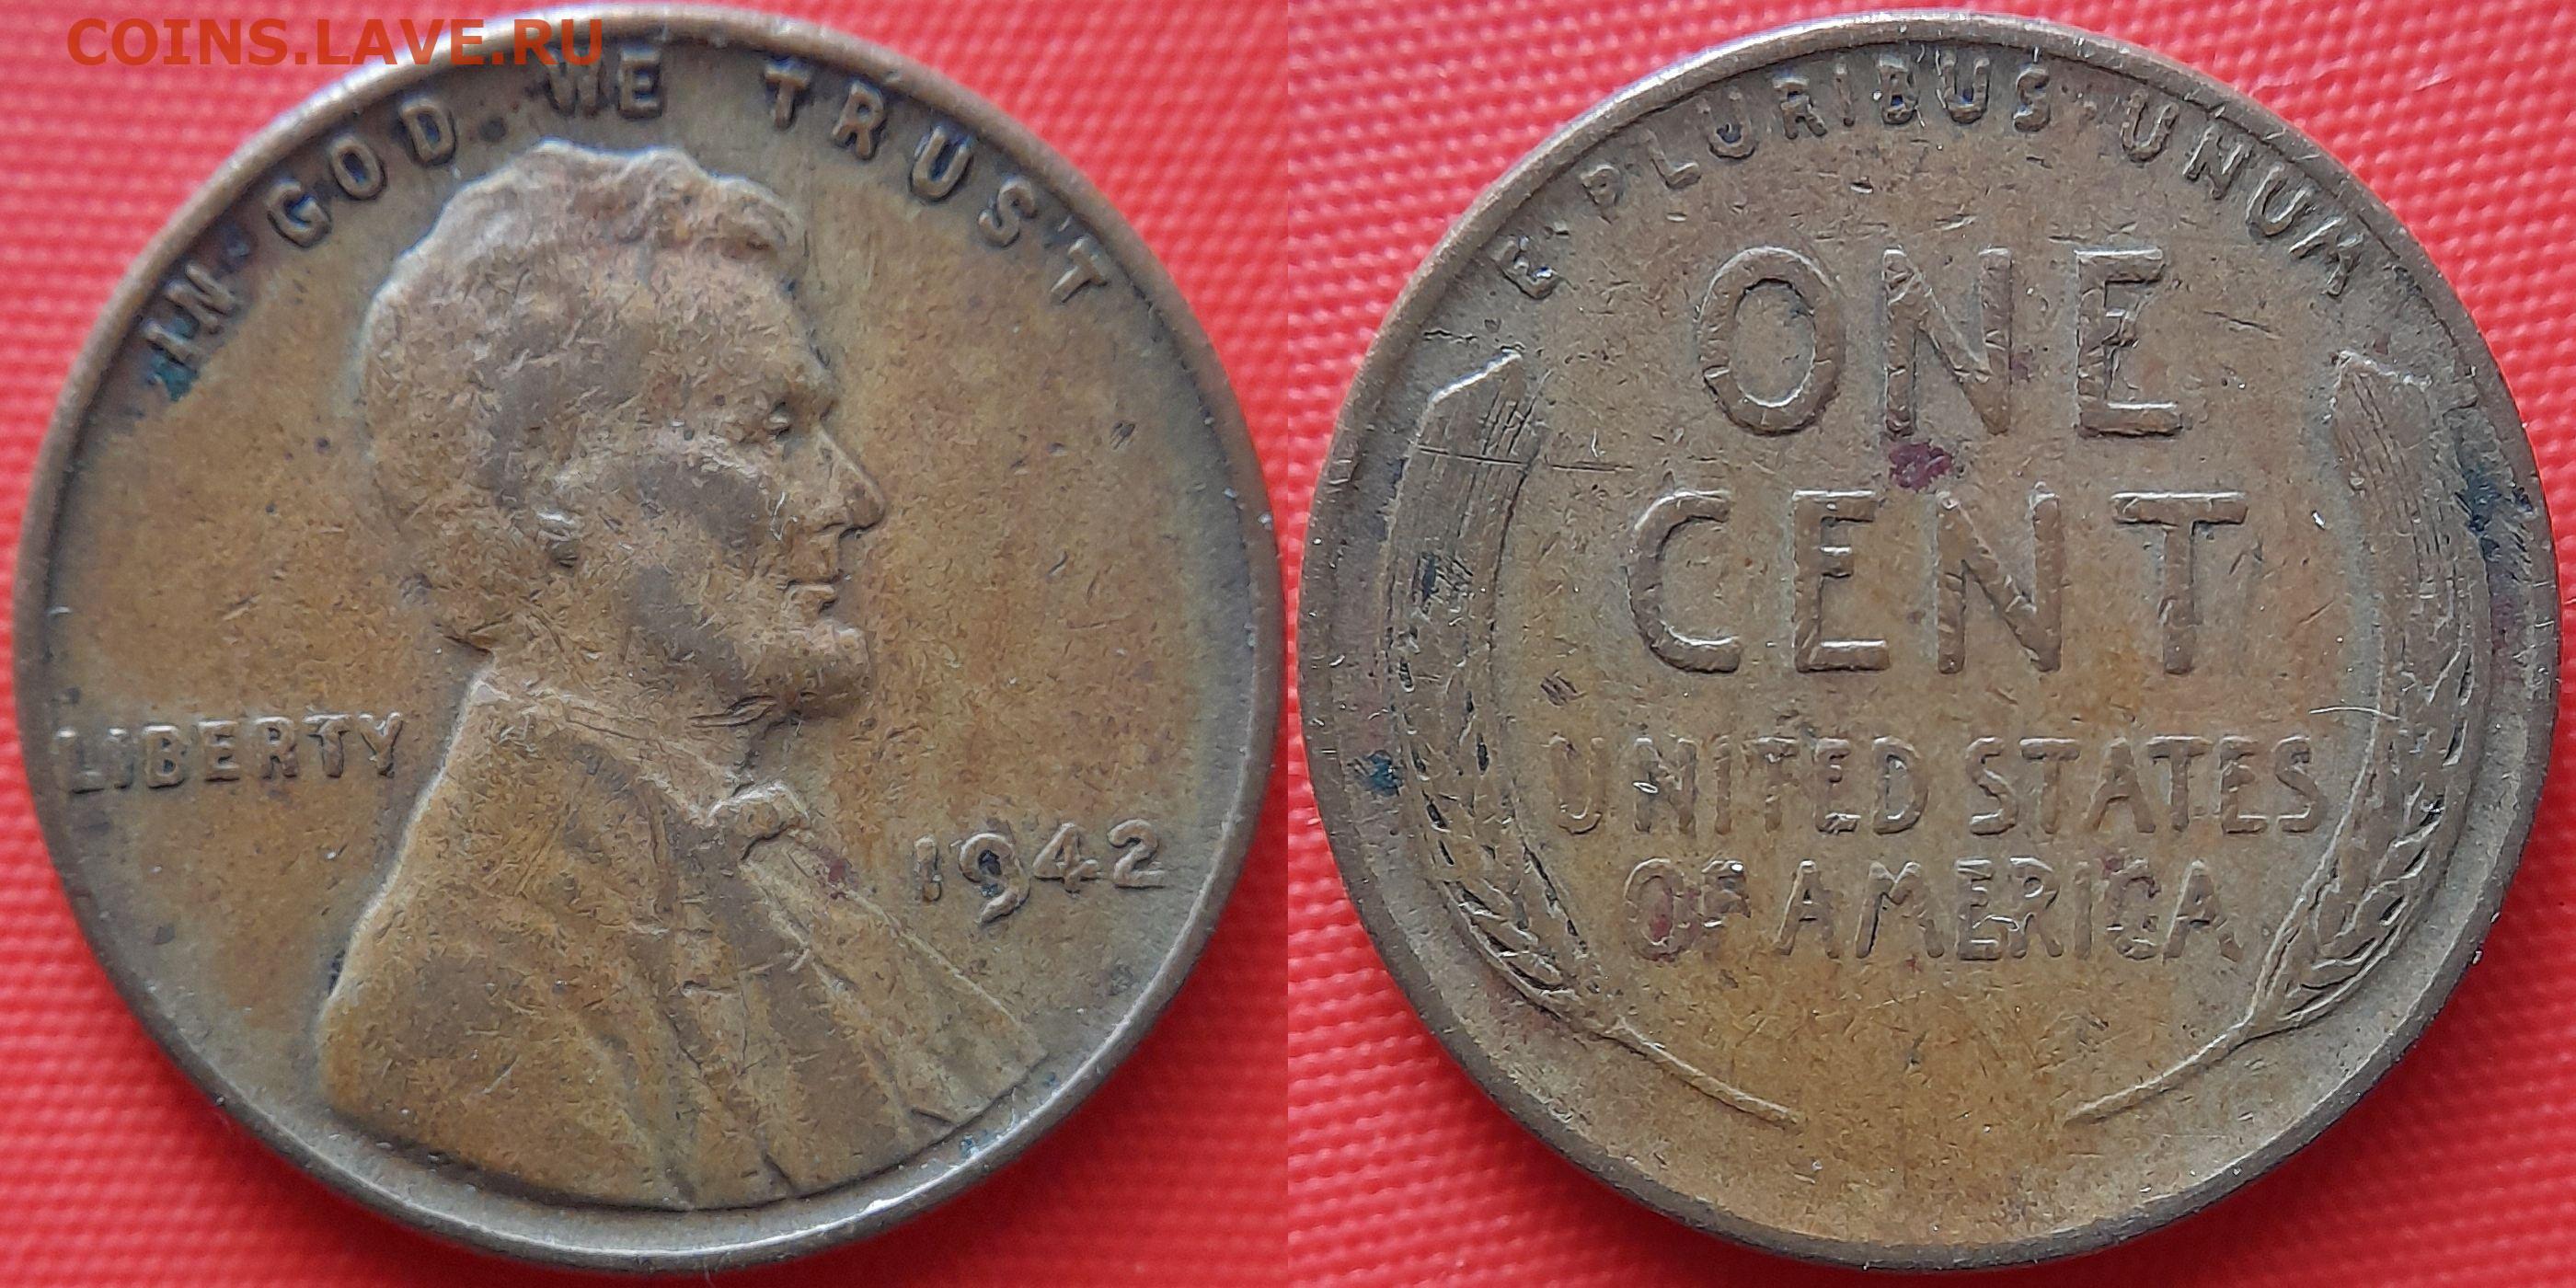 COINS.LAVE.RU
IN GOD WE TRUST
LIBERTY
1942
E·PLURIBUS·UNUM
ONE
CENT
UNITED STATES
OF AMERICA